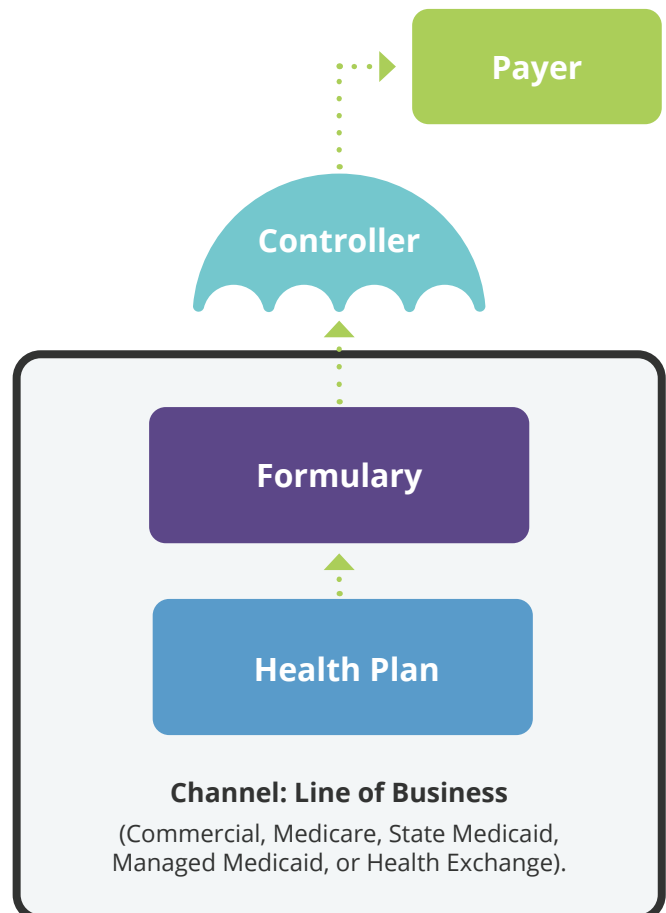 Payer
Controller
Formulary
Health Plan
Channel: Line of Business
(Commercial, Medicare, State Medicaid,
Managed Medicaid, or Health Exchange).